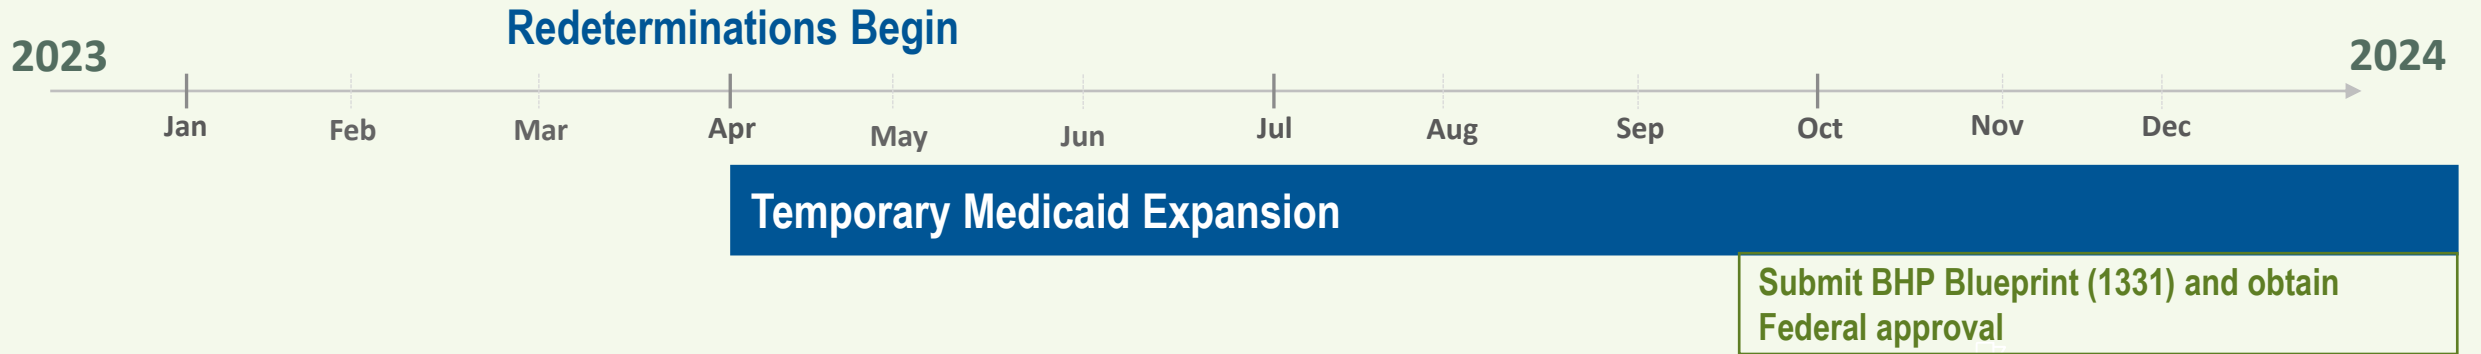 Redeterminations Begin
2023
2024
Jan Feb Mar Apr May Jun Jul Aug Sep Oct Nov Dec
Temporary Medicaid Expansion
Submit BHP Blueprint (1331) and obtain
Federal approval